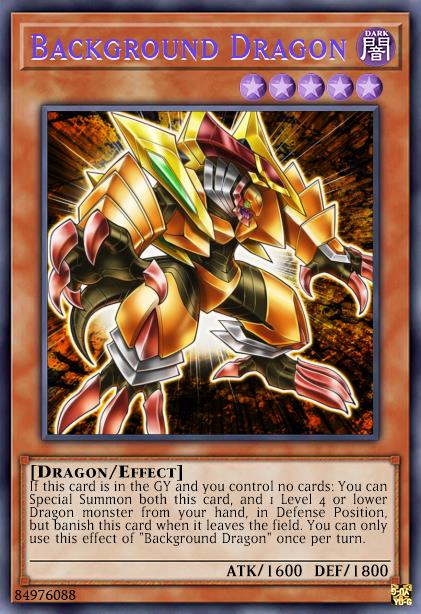 Background Dragon
DARK
闇
[Dragon/Effect]
If this card is in the GY and you control no cards: You can
Special Summon both this card, and 1 Level 4 or lower
Dragon monster from your hand, in Defense Position,
but banish this card when it leaves the field. You can only
use this effect of "Background Dragon" once per turn.
ATK/1600 DEF/1800
84976088